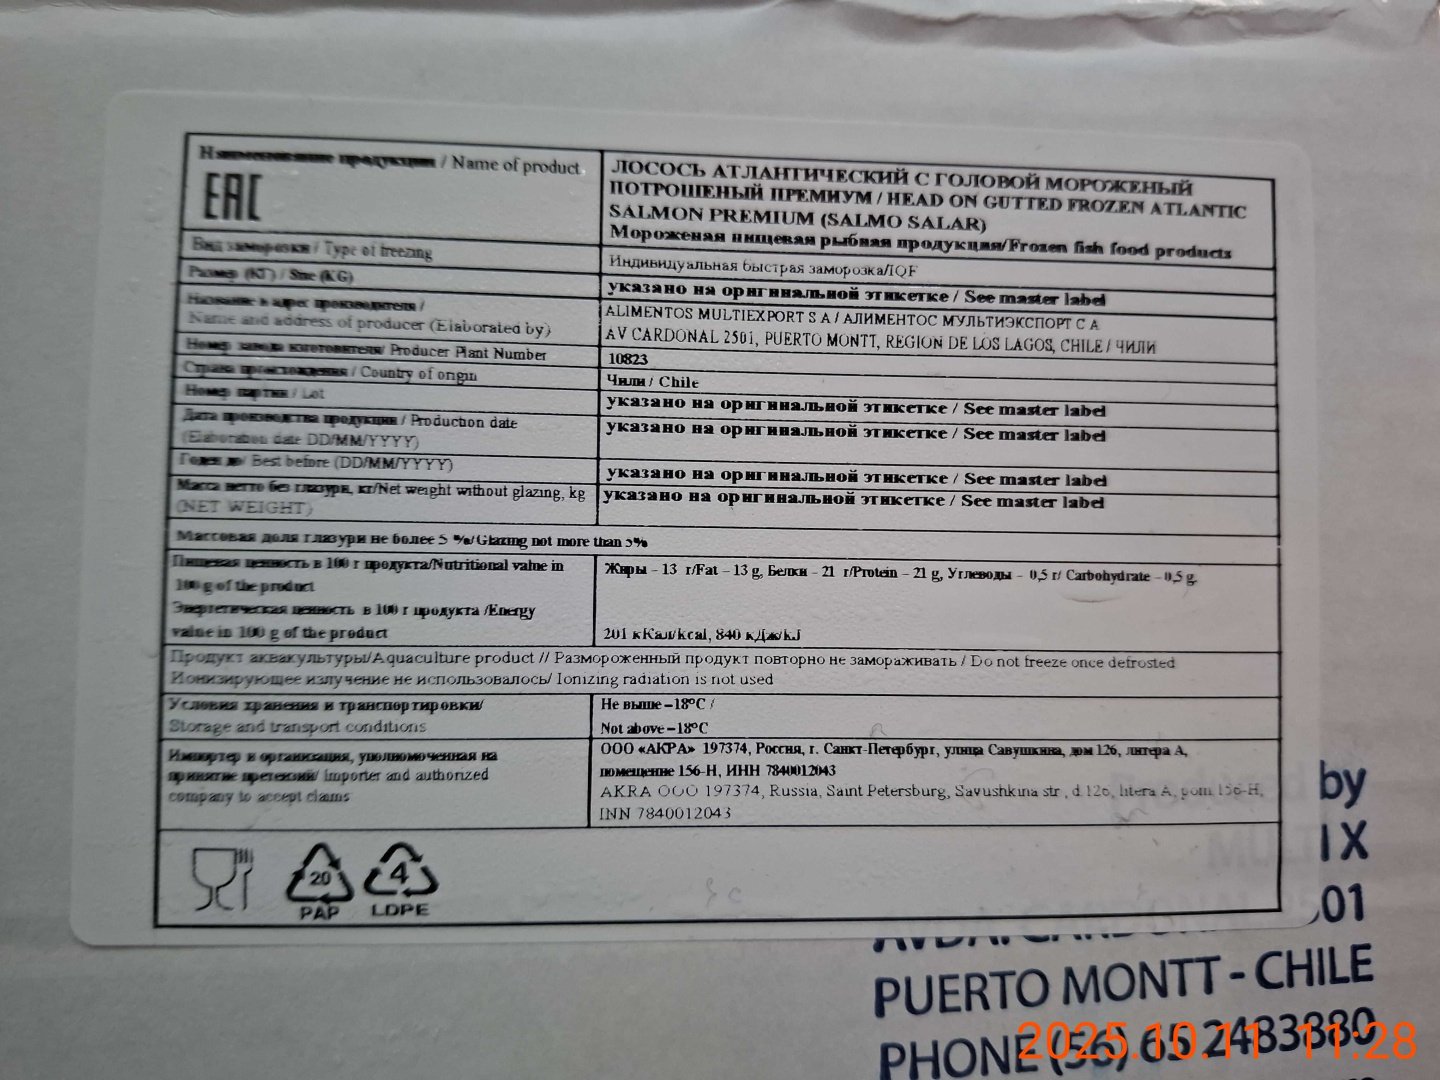 Наименование продукции / Name of product
EAC
ЛОСОСЬ АТЛАНТИЧЕСКИЙ С ГОЛОВОЙ МОРОЖЕНЫЙ
ПОТРОШЕНЫЙ ПРЕМИУМ / HEAD ON GUTTED FROZEN ATLANTIC
SALMON PREMIUM (SALMO SALAR)
Мороженая пищевая рыбная продукция/Frozen fish food products
Вид заморозки / Type of freezing
Индивидуальная быстрая заморозка/IQF
Размер (КГ) / Size (KG)
указано на оригинальной этикетке / See master label
Название и адрес производителя /
Name and address of producer (Elaborated by)
ALIMENTOS MULTIEXPORT S A / АЛИМЕНТОС МУЛЬТИЭКСПОРТ С А
AV CARDONAL 2501, PUERTO MONTT, REGION DE LOS LAGOS, CHILE / ЧИЛИ
Номер завода изготовителя/ Producer Plant Number
10823
Страна происхождения / Country of origin
Чили / Chile
Номер партии / Lot
указано на оригинальной этикетке / See master label
Дата производства продукции / Production date
(Elaboration date DD/MM/YYYY)
указано на оригинальной этикетке / See master label
Годен до/ Best before (DD/MM/YYYY)
указано на оригинальной этикетке / See master label
Масса нетто без глазури, кг/Net weight without glazing, kg
(NET WEIGHT)
указано на оригинальной этикетке / See master label
Массовая доля глазури не более 5 %/Glazing not more than 5%
Пищевая ценность в 100 г продукта/Nutritional value in
100 g of the product
Энергетическая ценность в 100 г продукта /Energy
value in 100 g of the product
Жиры – 13 г/Fat – 13 g, Белки – 21 г/Protein – 21 g, Углеводы – 0,5 г/ Carbohydrate – 0,5 g.
201 кКал/kcal, 840 кДж/kJ
Продукт аквакультуры/Aquaculture product // Размороженный продукт повторно не замораживать / Do not freeze once defrosted
Ионизирующее излучение не использовалось/ Ionizing radiation is not used
Условия хранения и транспортировки/
Storage and transport conditions
Не выше –18°C /
Not above –18°C
Импортер и организация, уполномоченная на
принятие претензий/ Importer and authorized
company to accept claims
ООО «АКРА» 197374, Россия, г. Санкт-Петербург, улица Савушкина, дом 126, литера А,
помещение 156-Н, ИНН 7840012043
AKRA OOO 197374, Russia, Saint Petersburg, Savushkina str., d.126, litera A, pom 156-H,
INN 7840012043
20
PAP
4
LDPE
by
IX
01
PUERTO MONTT - CHILE
PHONE (56) 65 2483880
2025.10.11 11:28